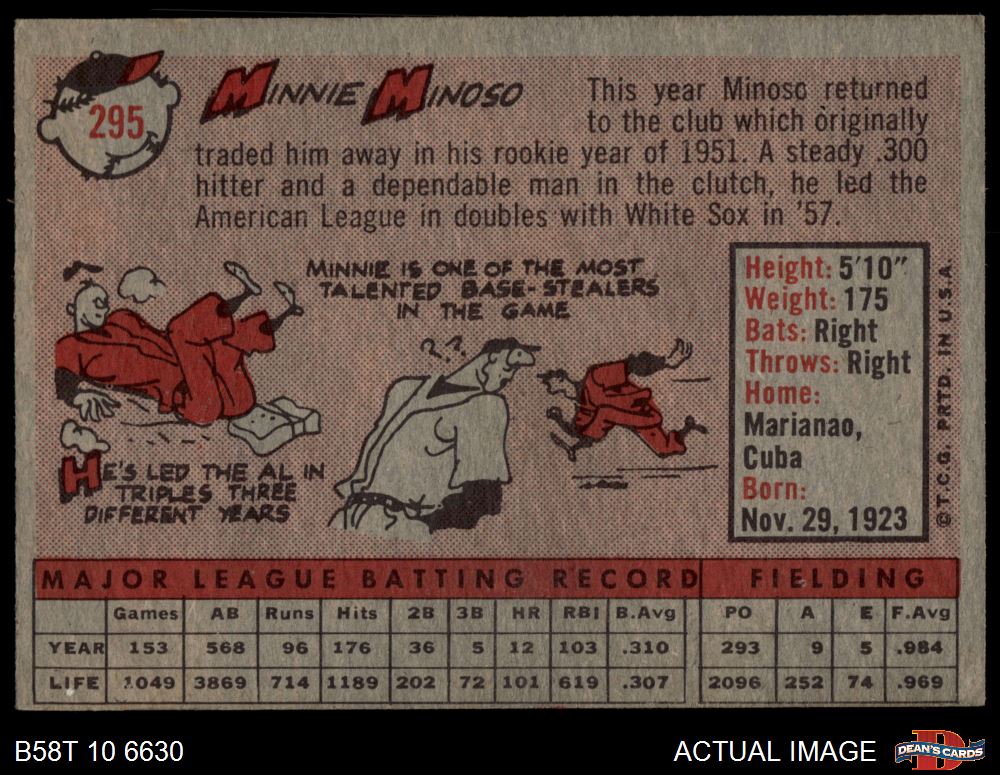 295
MINNIE MINOSO
This year Minoso returned
to the club which originally
traded him away in his rookie year of 1951. A steady .300
hitter and a dependable man in the clutch, he led the
American League in doubles with White Sox in '57.
MINNIE IS ONE OF THE MOST
TALENTED BASE-STEALERS
IN THE GAME
??
HE'S LED THE AL IN
TRIPLES THREE
DIFFERENT YEARS
Height: 5'10"
Weight: 175
Bats: Right
Throws: Right
Home:
Marianao,
Cuba
Born:
Nov. 29, 1923
© T.C.G. PRTD. IN U.S.A.
MAJOR LEAGUE BATTING RECORD FIELDING
Games AB Runs Hits 2B 3B HR RBI B.Avg PO A E F.Avg
YEAR 153 568 96 176 36 5 12 103 .310 293 9 5 .984
LIFE 1049 3869 714 1189 202 72 101 619 .307 2096 252 74 .969
B58T 10 6630
ACTUAL IMAGE
DEAN'S CARDS